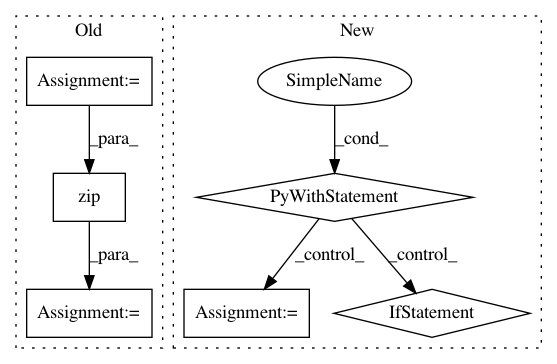 Old
Assignment:=
_para_
zip
_para_
Assignment:=
New
SimpleName
_cond_
PyWithStatement
_control_
_control_
Assignment:=
IfStatement